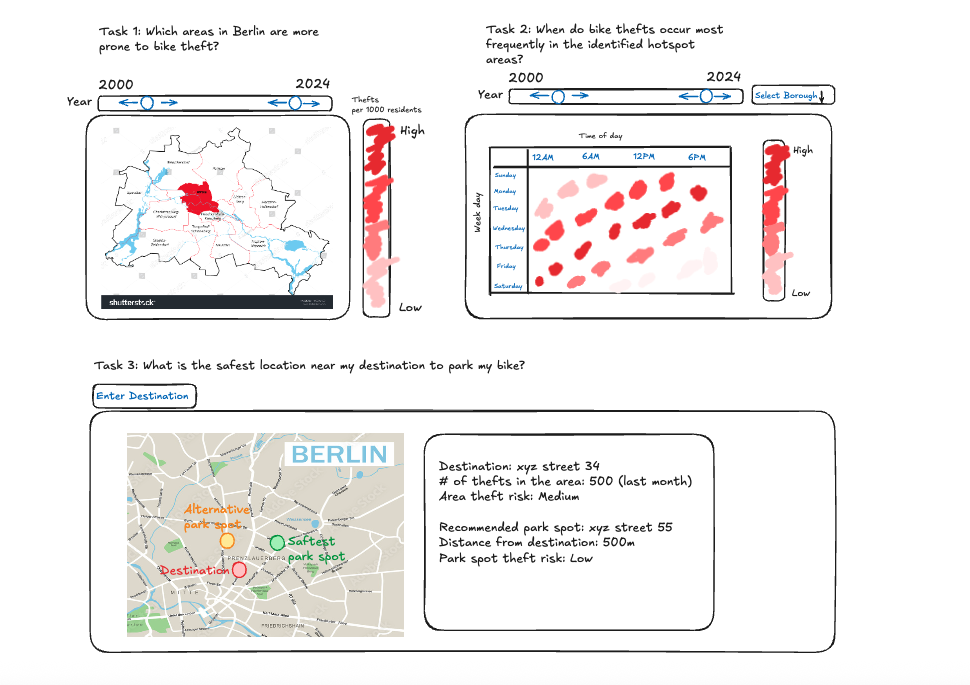 Task 1: Which areas in Berlin are more
prone to bike theft?
2000
2024
Year
Thefts
per 1000 residents
High
Low
shutterstock
Task 2: When do bike thefts occur most
frequently in the identified hotspot
areas?
2000
2024
Year
Select Borough
Time of day
12AM
6AM
12PM
6PM
Week day
Sunday
Monday
Tuesday
Wednesday
Thursday
Friday
Saturday
High
Low
Task 3: What is the safest location near my destination to park my bike?
Enter Destination
BERLIN
Alternative
park spot
Saftest
park spot
PRENZLAUERBERG
Destination
MITTE
FRIEDRICHSHAIN
Destination: xyz street 34
# of thefts in the area: 500 (last month)
Area theft risk: Medium
Recommended park spot: xyz street 55
Distance from destination: 500m
Park spot theft risk: Low